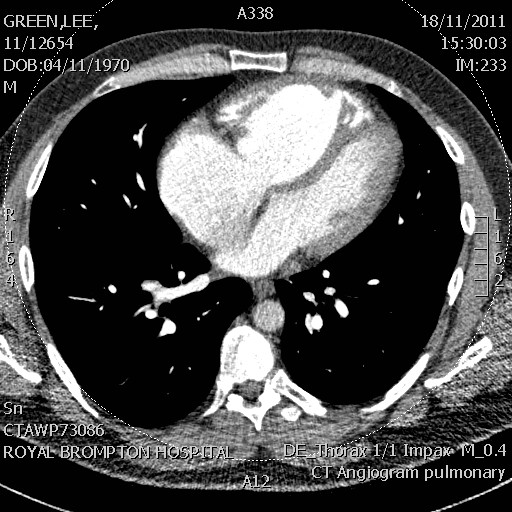 GREEN,LEE,
11/12654
DOB:04/11/1970
M
A338
18/11/2011
15:30:03
IM:233
R
1
6
4
L
1
6
2
Sn
CTAWP73086
ROYAL BROMPTON HOSPITAL
DE_Thorax 1/1 Impax M_0.4
CT Angiogram pulmonary
A12